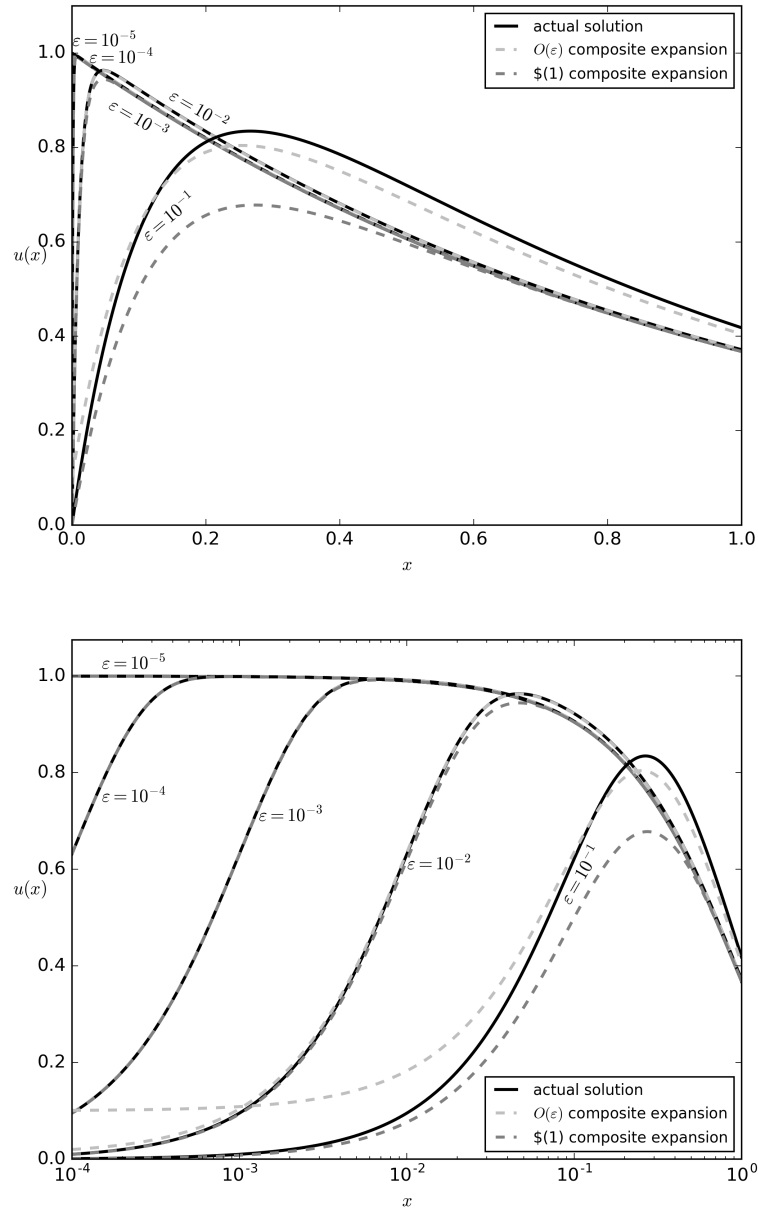 1.0
0.8
0.6
0.4
0.2
0.0
u(x)
ε=10⁻⁵
ε=10⁻⁴
ε=10⁻³
ε=10⁻²
ε=10⁻¹
actual solution
O(ε) composite expansion
$(1) composite expansion
0.0 0.2 0.4 0.6 0.8 1.0
x
1.0
0.8
0.6
0.4
0.2
0.0
u(x)
ε=10⁻⁵
ε=10⁻⁴
ε=10⁻³
ε=10⁻²
ε=10⁻¹
actual solution
O(ε) composite expansion
$(1) composite expansion
10⁻⁴ 10⁻³ 10⁻² 10⁻¹ 10⁰
x